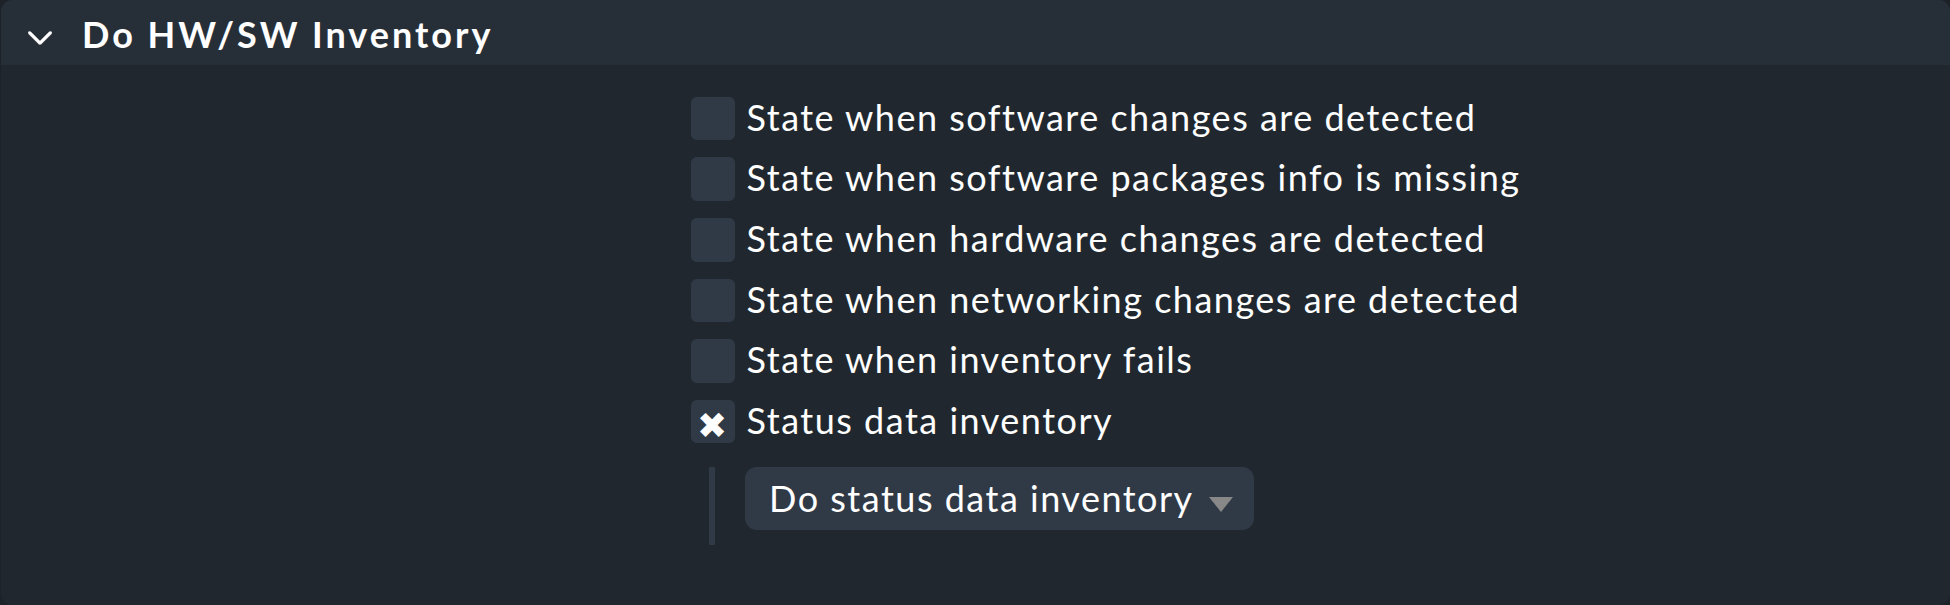 Do HW/SW Inventory
State when software changes are detected
State when software packages info is missing
State when hardware changes are detected
State when networking changes are detected
State when inventory fails
Status data inventory
Do status data inventory